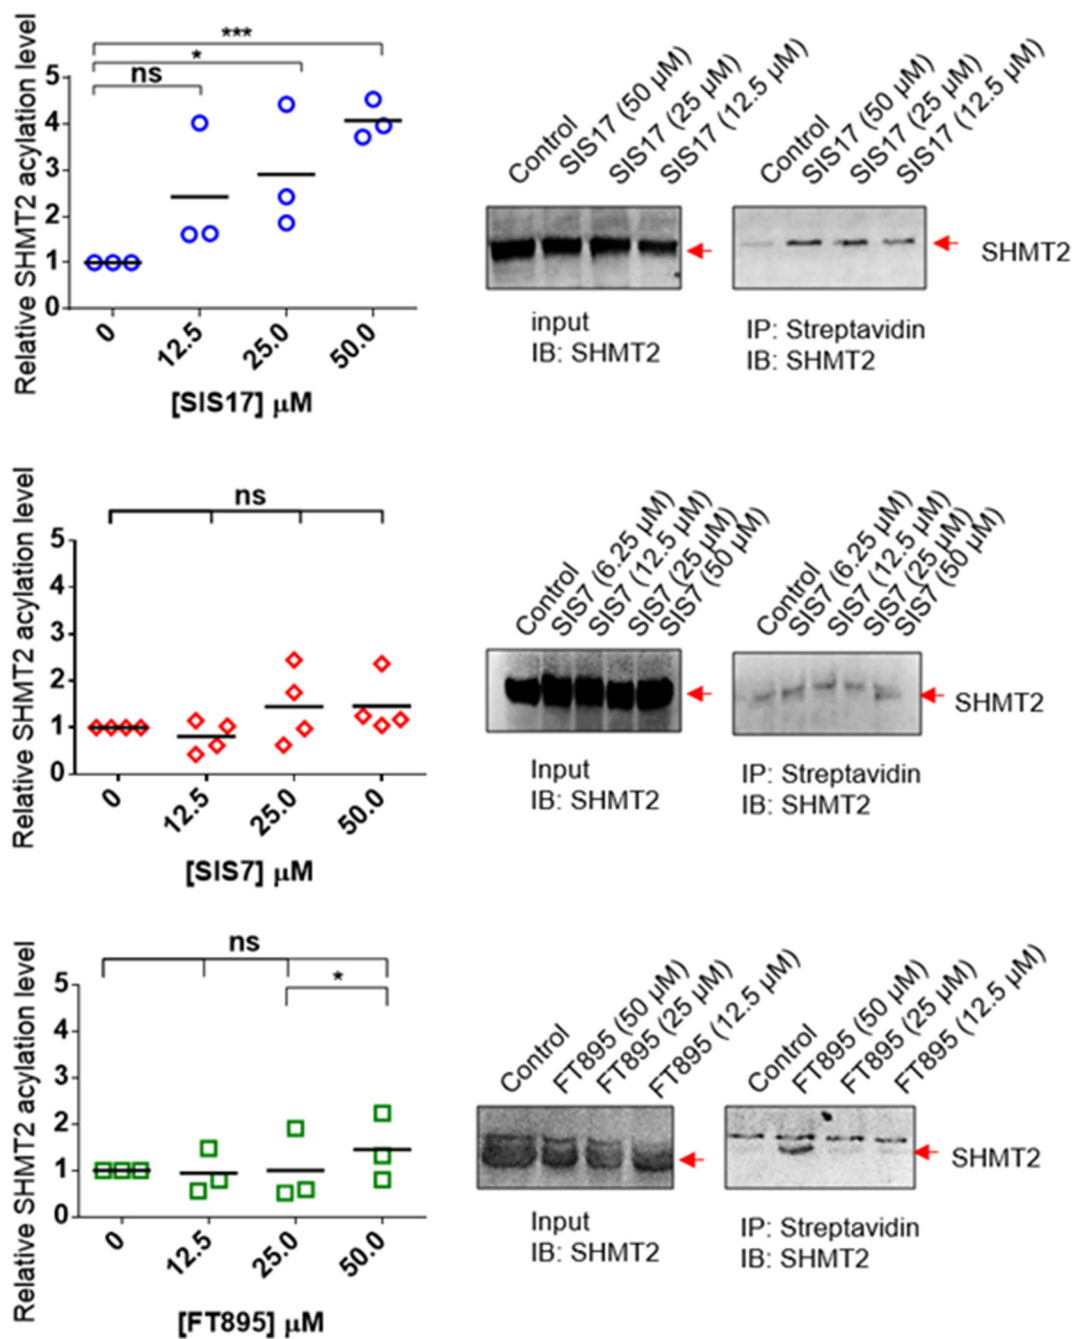 ***
*
ns
Relative SHMT2 acylation level
5
4
3
2
1
0
0
12.5
25.0
50.0
[SIS17] µM
Control
SIS17 (50 µM)
SIS17 (25 µM)
SIS17 (12.5 µM)
Control
SIS17 (50 µM)
SIS17 (25 µM)
SIS17 (12.5 µM)
SHMT2
input
IB: SHMT2
IP: Streptavidin
IB: SHMT2
ns
Relative SHMT2 acylation level
5
4
3
2
1
0
0
12.5
25.0
50.0
[SIS7] µM
Control
SIS7 (6.25 µM)
SIS7 (12.5 µM)
SIS7 (25 µM)
SIS7 (50 µM)
Control
SIS7 (6.25 µM)
SIS7 (12.5 µM)
SIS7 (25 µM)
SIS7 (50 µM)
SHMT2
Input
IB: SHMT2
IP: Streptavidin
IB: SHMT2
ns
*
Relative SHMT2 acylation level
5
4
3
2
1
0
0
12.5
25.0
50.0
[FT895] µM
Control
FT895 (50 µM)
FT895 (25 µM)
FT895 (12.5 µM)
Control
FT895 (50 µM)
FT895 (25 µM)
FT895 (12.5 µM)
SHMT2
Input
IB: SHMT2
IP: Streptavidin
IB: SHMT2